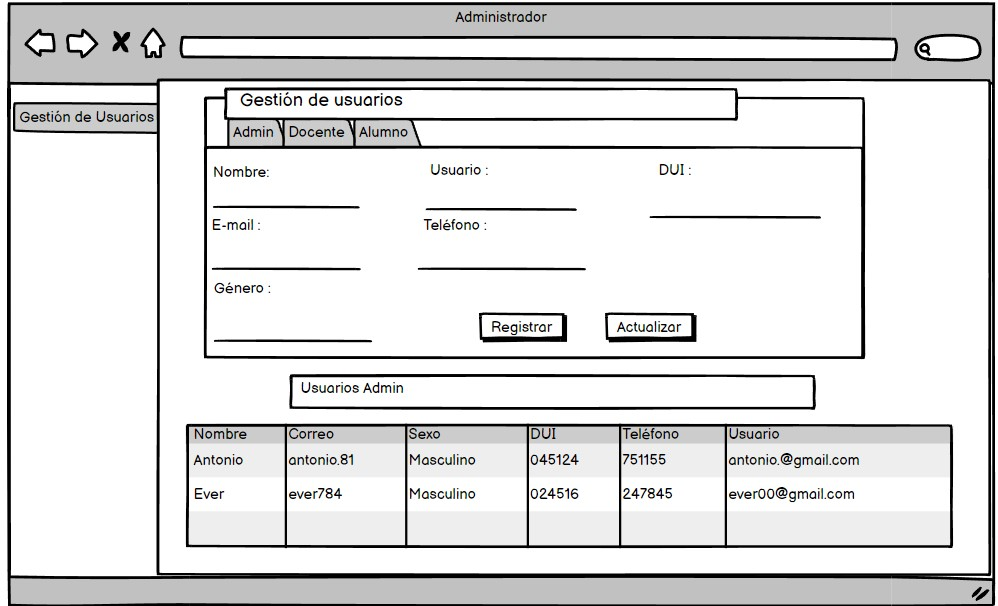 Administrador
Gestión de Usuarios
Gestión de usuarios
Admin Docente Alumno
Nombre: Usuario : DUI :
E-mail : Teléfono :
Género :
Registrar Actualizar
Usuarios Admin
Nombre Correo Sexo DUI Teléfono Usuario
Antonio antonio.81 Masculino 045124 751155 antonio.@gmail.com
Ever ever784 Masculino 024516 247845 ever00@gmail.com